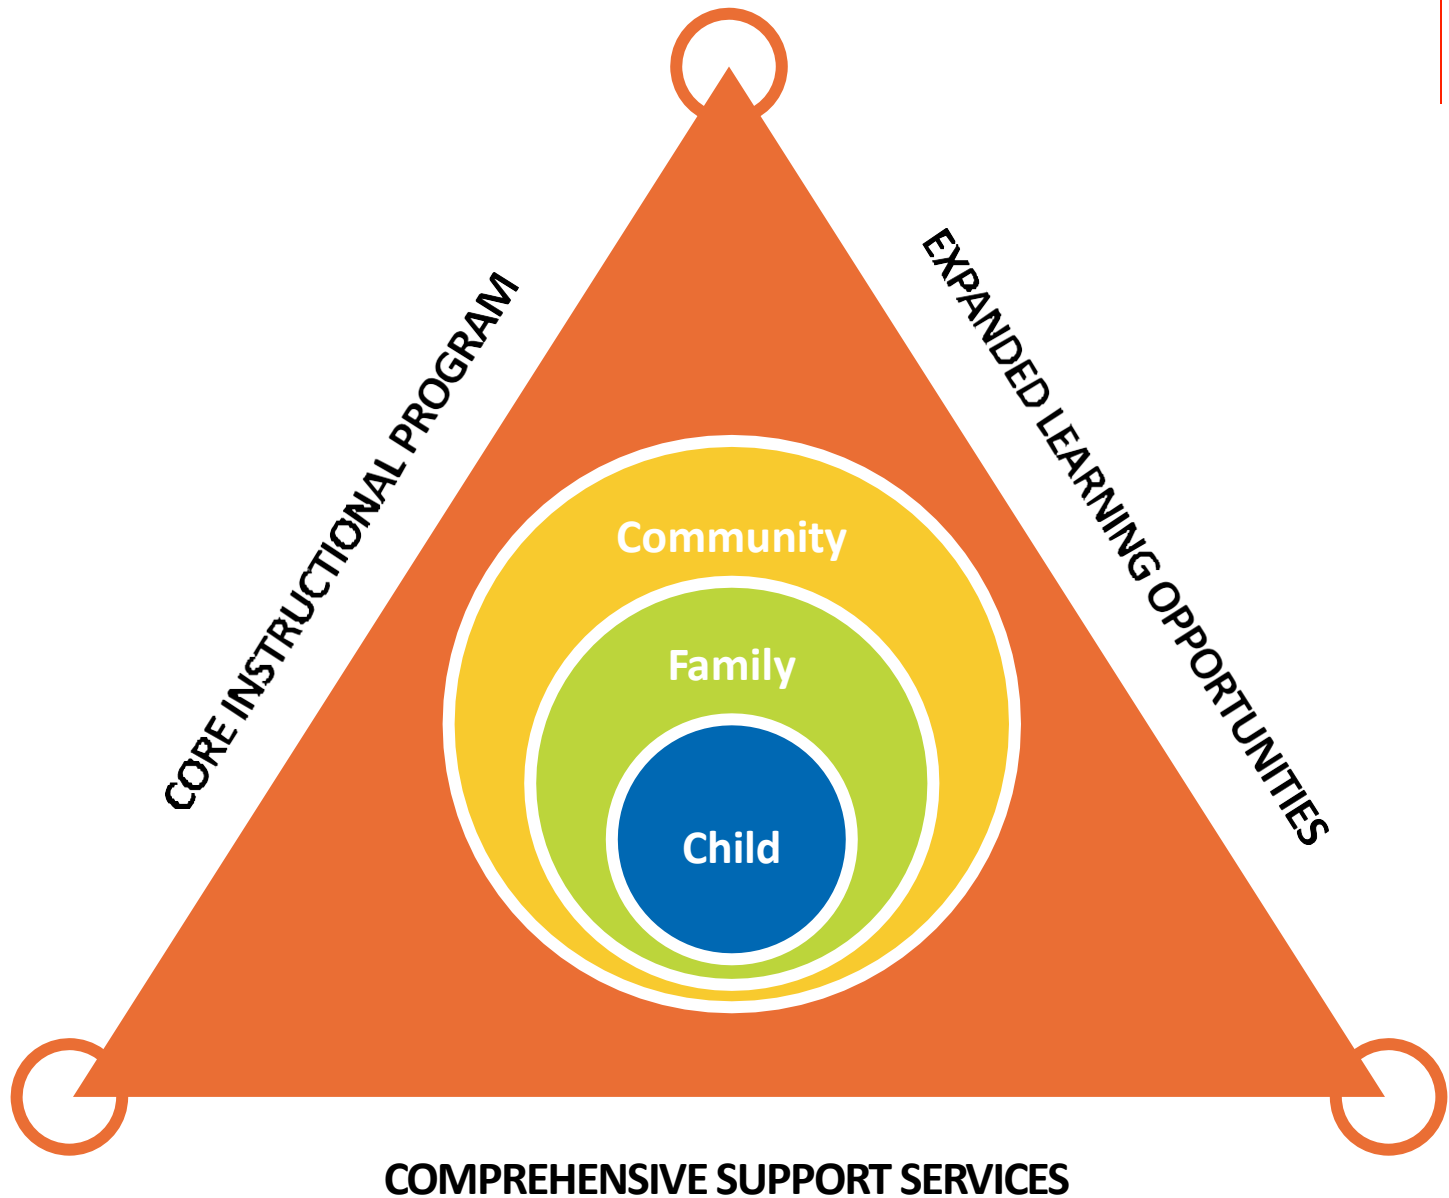 CORE INSTRUCTIONAL PROGRAM
EXPANDED LEARNING OPPORTUNITIES
Community
Family
Child
COMPREHENSIVE SUPPORT SERVICES